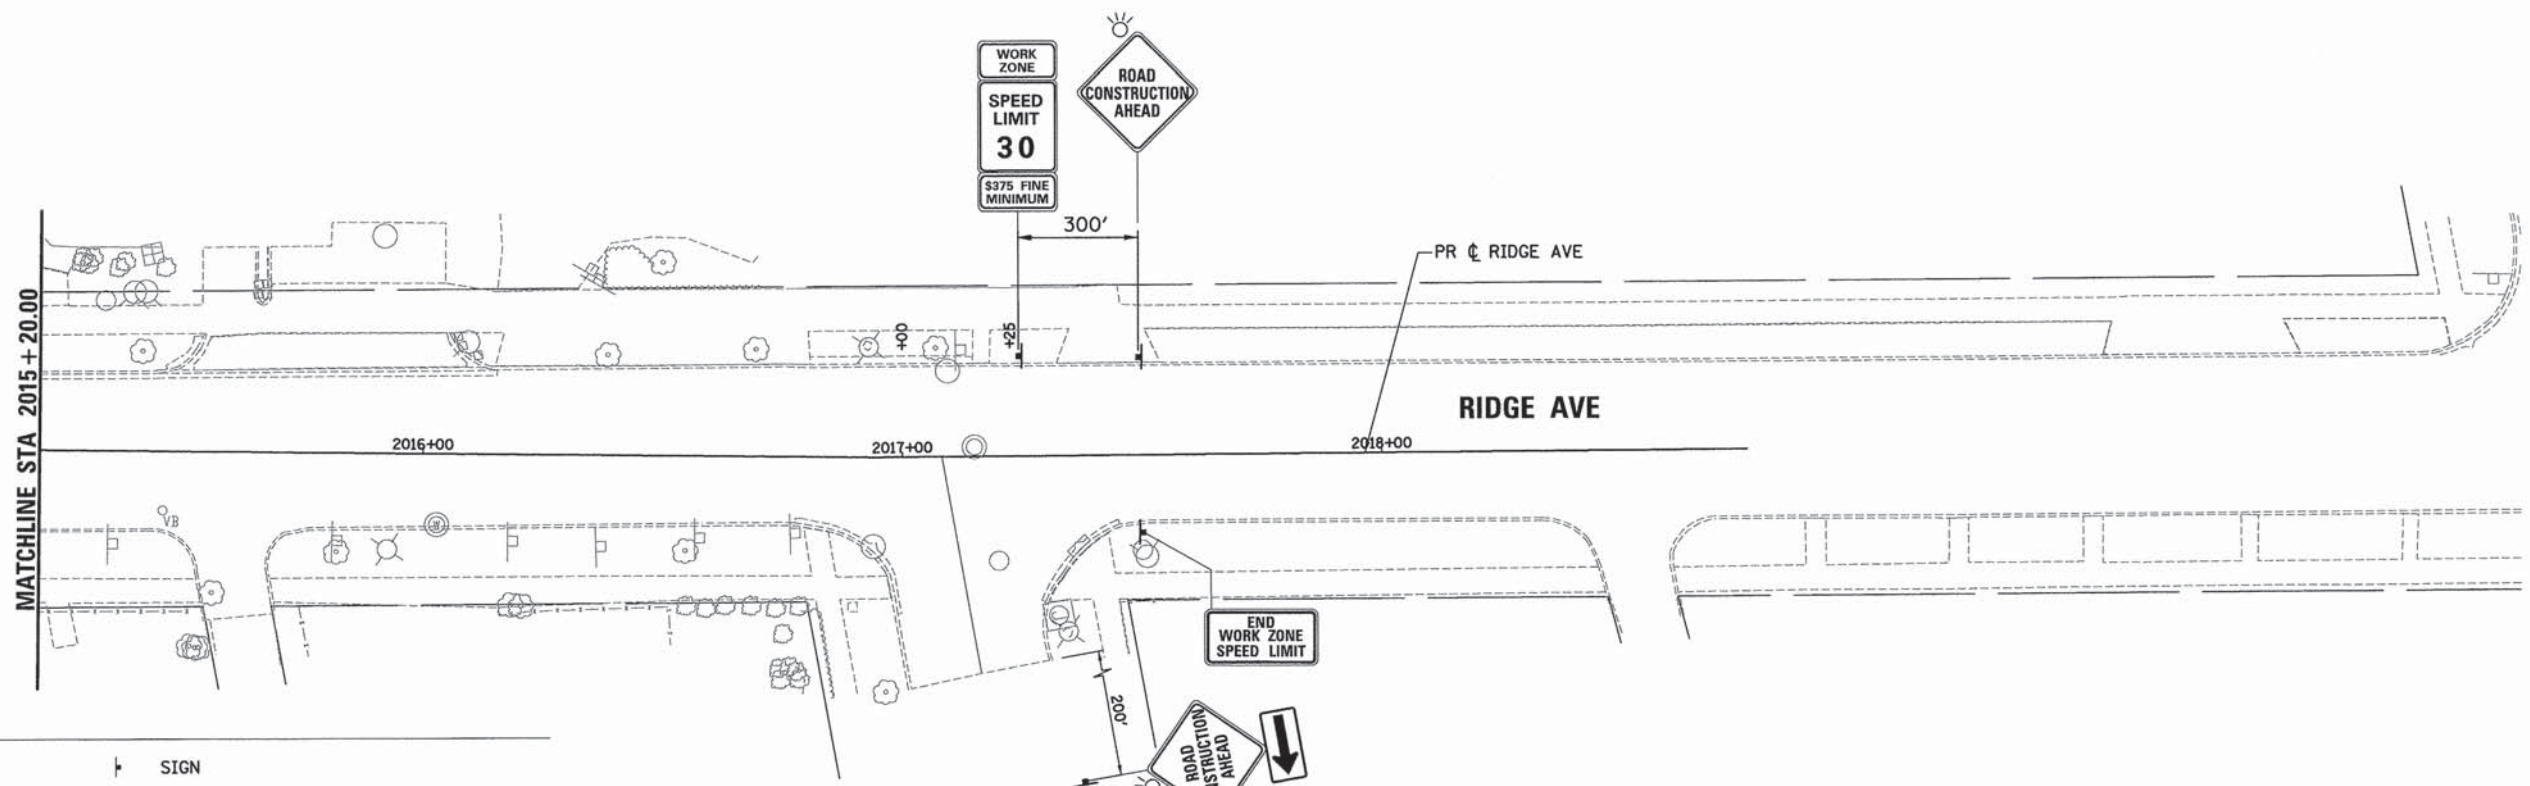 WORK
ZONE
SPEED
LIMIT
30
$375 FINE
MINIMUM
ROAD
CONSTRUCTION
AHEAD
300'
PR ℄ RIDGE AVE
+00
+25
MATCHLINE STA 2015+20.00
RIDGE AVE
2016+00
2017+00
2018+00
VB
W
END
WORK ZONE
SPEED LIMIT
200'
ROAD
NSTRUCTION
AHEAD
SIGN